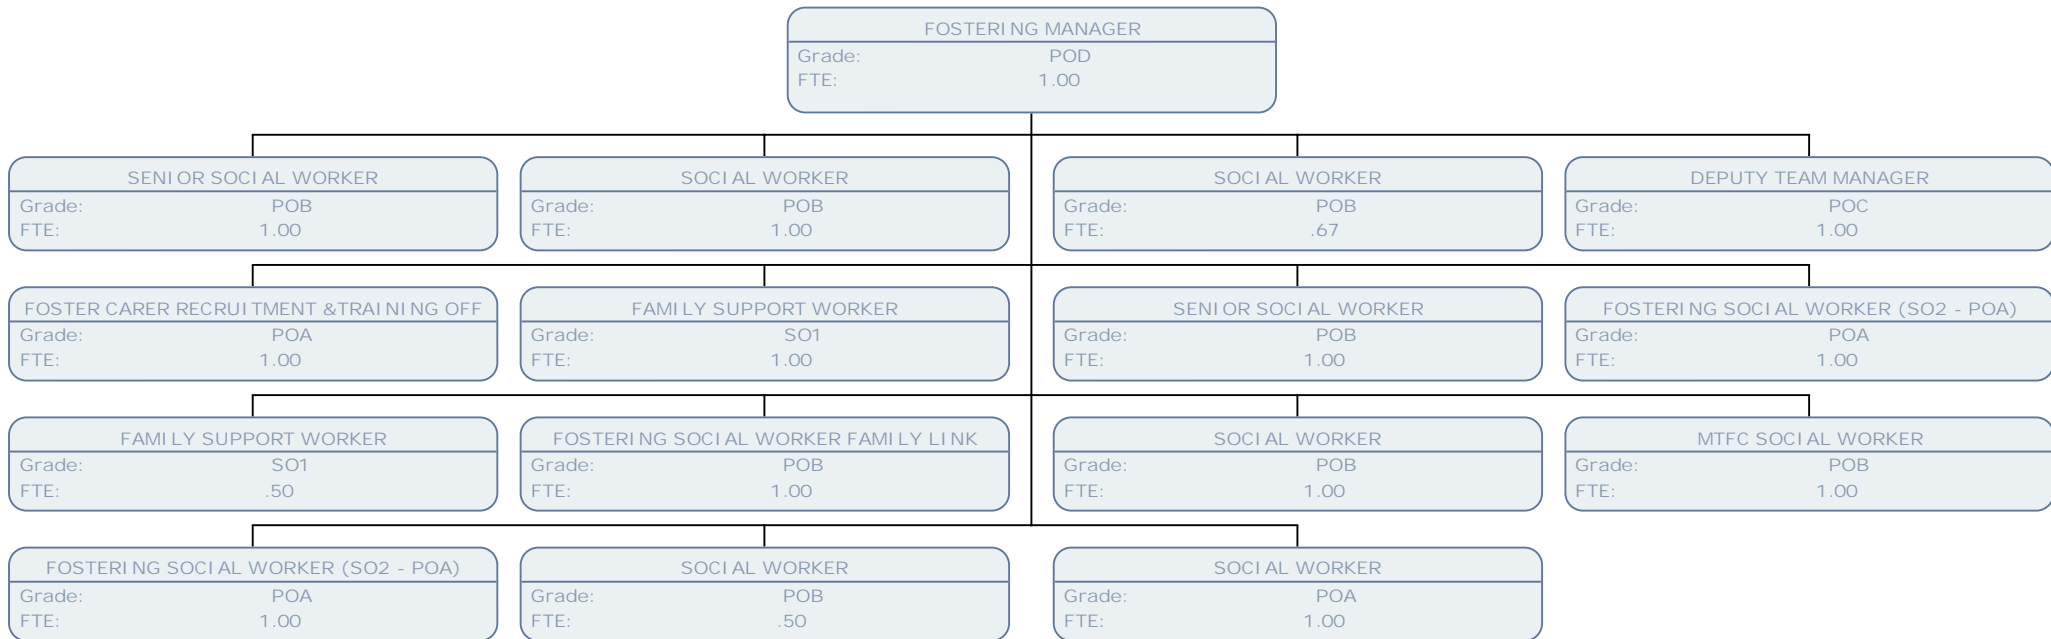 FOSTERING MANAGER
Grade: POD
FTE: 1.00
SENIOR SOCIAL WORKER
Grade: POB
FTE: 1.00
SOCIAL WORKER
Grade: POB
FTE: 1.00
SOCIAL WORKER
Grade: POB
FTE: .67
DEPUTY TEAM MANAGER
Grade: POC
FTE: 1.00
FOSTER CARER RECRUITMENT &TRAINING OFF
Grade: POA
FTE: 1.00
FAMILY SUPPORT WORKER
Grade: SO1
FTE: 1.00
SENIOR SOCIAL WORKER
Grade: POB
FTE: 1.00
FOSTERING SOCIAL WORKER (SO2 - POA)
Grade: POA
FTE: 1.00
FAMILY SUPPORT WORKER
Grade: SO1
FTE: .50
FOSTERING SOCIAL WORKER FAMILY LINK
Grade: POB
FTE: 1.00
SOCIAL WORKER
Grade: POB
FTE: 1.00
MTFC SOCIAL WORKER
Grade: POB
FTE: 1.00
FOSTERING SOCIAL WORKER (SO2 - POA)
Grade: POA
FTE: 1.00
SOCIAL WORKER
Grade: POB
FTE: .50
SOCIAL WORKER
Grade: POA
FTE: 1.00